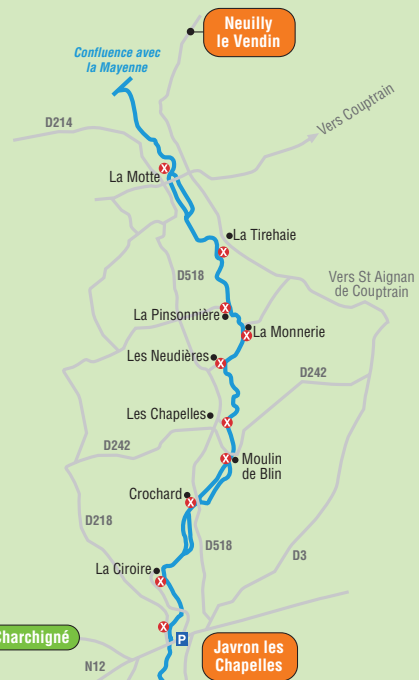 Neuilly
le Vendin
Confluence avec
la Mayenne
D214
Vers Couptrain
La Motte
La Tirehaie
D518
Vers St Aignan
de Couptrain
La Pinsonnière
La Monnerie
Les Neudières
D242
Les Chapelles
D242
Moulin
de Blin
Crochard
D218
D518
D3
La Ciroire
P
Charchigné
Javron les
Chapelles
N12